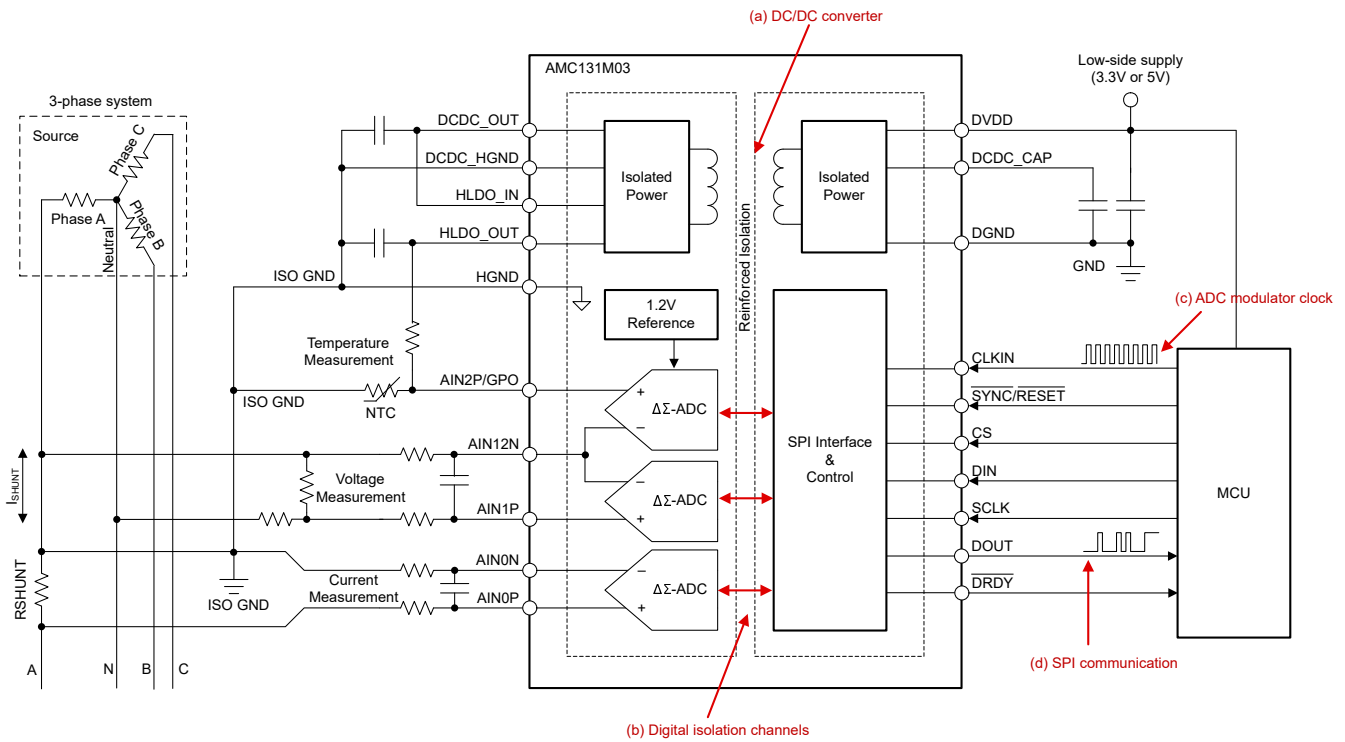 (a) DC/DC converter
AMC131M03
Low-side supply
(3.3V or 5V)
3-phase system
Source
Phase C
Phase A
Phase B
Neutral
DCDC_OUT
DCDC_HGND
HLDO_IN
HLDO_OUT
HGND
ISO GND
Isolated
Power
Isolated
Power
Reinforced Isolation
DVDD
DCDC_CAP
DGND
GND
1.2V
Reference
(c) ADC modulator clock
Temperature
Measurement
ISO GND
NTC
AIN2P/GPO
+
−
ΔΣ-ADC
AIN12N
Voltage
Measurement
AIN1P
−
+
ΔΣ-ADC
ISHUNT
RSHUNT
ISO GND
Current
Measurement
AIN0N
AIN0P
−
+
ΔΣ-ADC
SPI Interface
&
Control
CLKIN
SYNC/RESET
CS
DIN
SCLK
DOUT
DRDY
MCU
A
N
B
C
(d) SPI communication
(b) Digital isolation channels